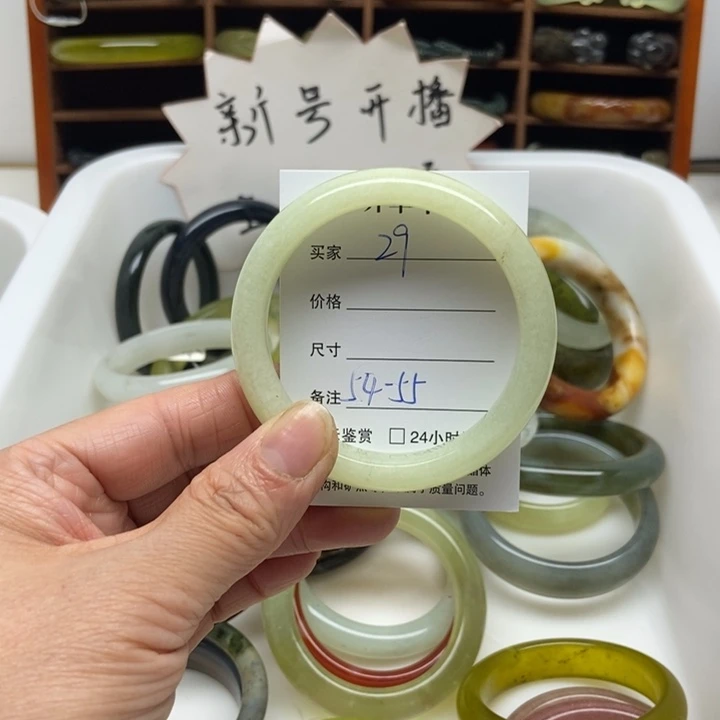 新号开播
买家 29
价格
尺寸
备注 54-55
鉴赏 □ 24小时
质量问题。